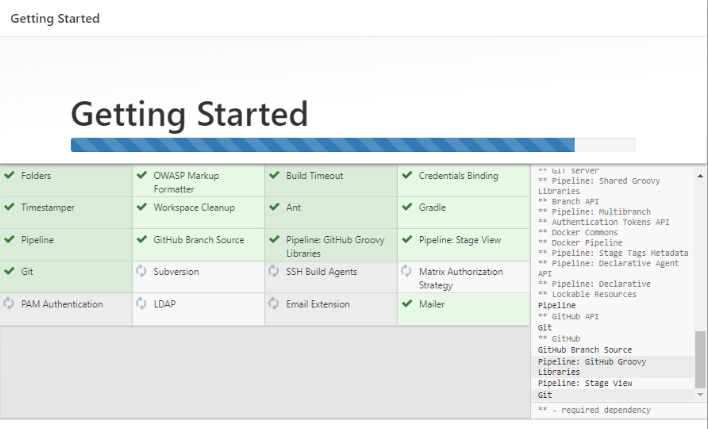 Getting Started
Getting Started
Folders
OWASP Markup
Formatter
Build Timeout
Credentials Binding
Timestamper
Workspace Cleanup
Ant
Gradle
Pipeline
GitHub Branch Source
Pipeline: GitHub Groovy
Libraries
Pipeline: Stage View
Git
Subversion
SSH Build Agents
Matrix Authorization
Strategy
PAM Authentication
LDAP
Email Extension
Mailer
** GIT server
** Pipeline: Shared Groovy
Libraries
** Branch API
** Pipeline: Multibranch
** Authentication Tokens API
** Docker Commons
** Docker Pipeline
** Pipeline: Stage Tags Metadata
** Pipeline: Declarative Agent
API
** Pipeline: Declarative
** Lockable Resources
Pipeline
** GitHub API
Git
** GitHub
GitHub Branch Source
Pipeline: GitHub Groovy
Libraries
Pipeline: Stage View
Git
** - required dependency